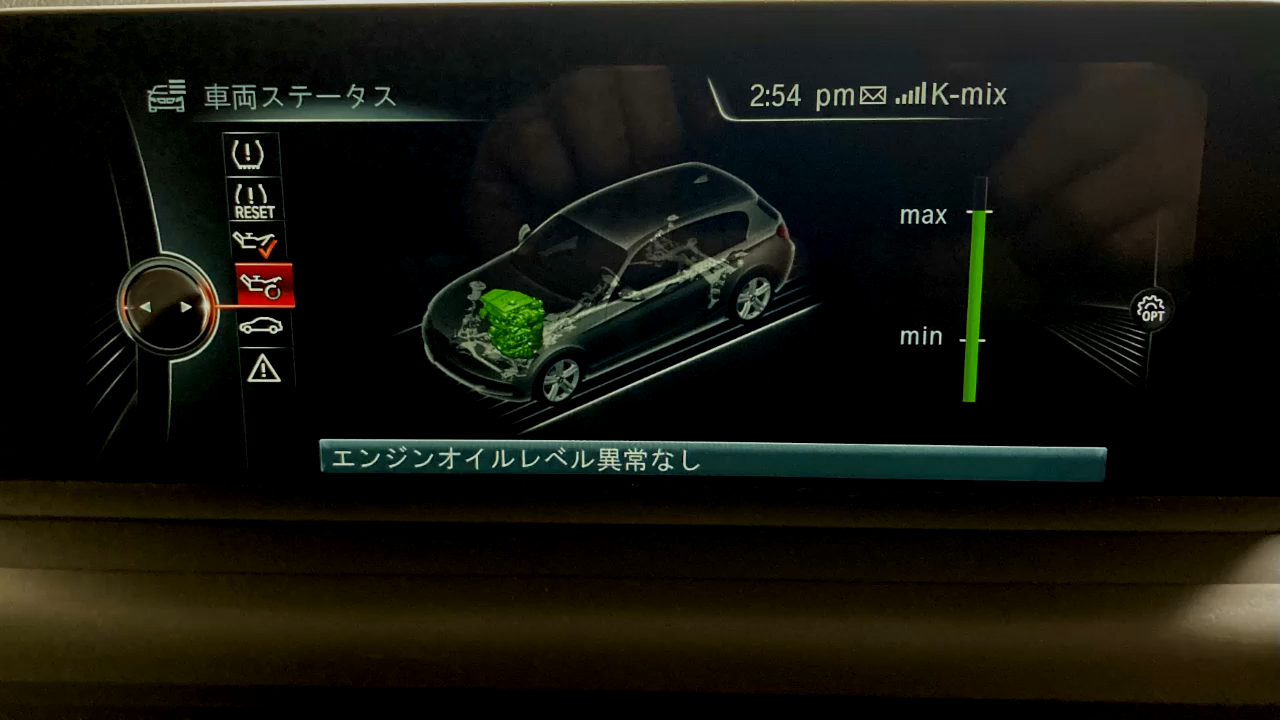 車両ステータス
2:54 pm K-mix
RESET
max
min
OPT
エンジンオイルレベル異常なし